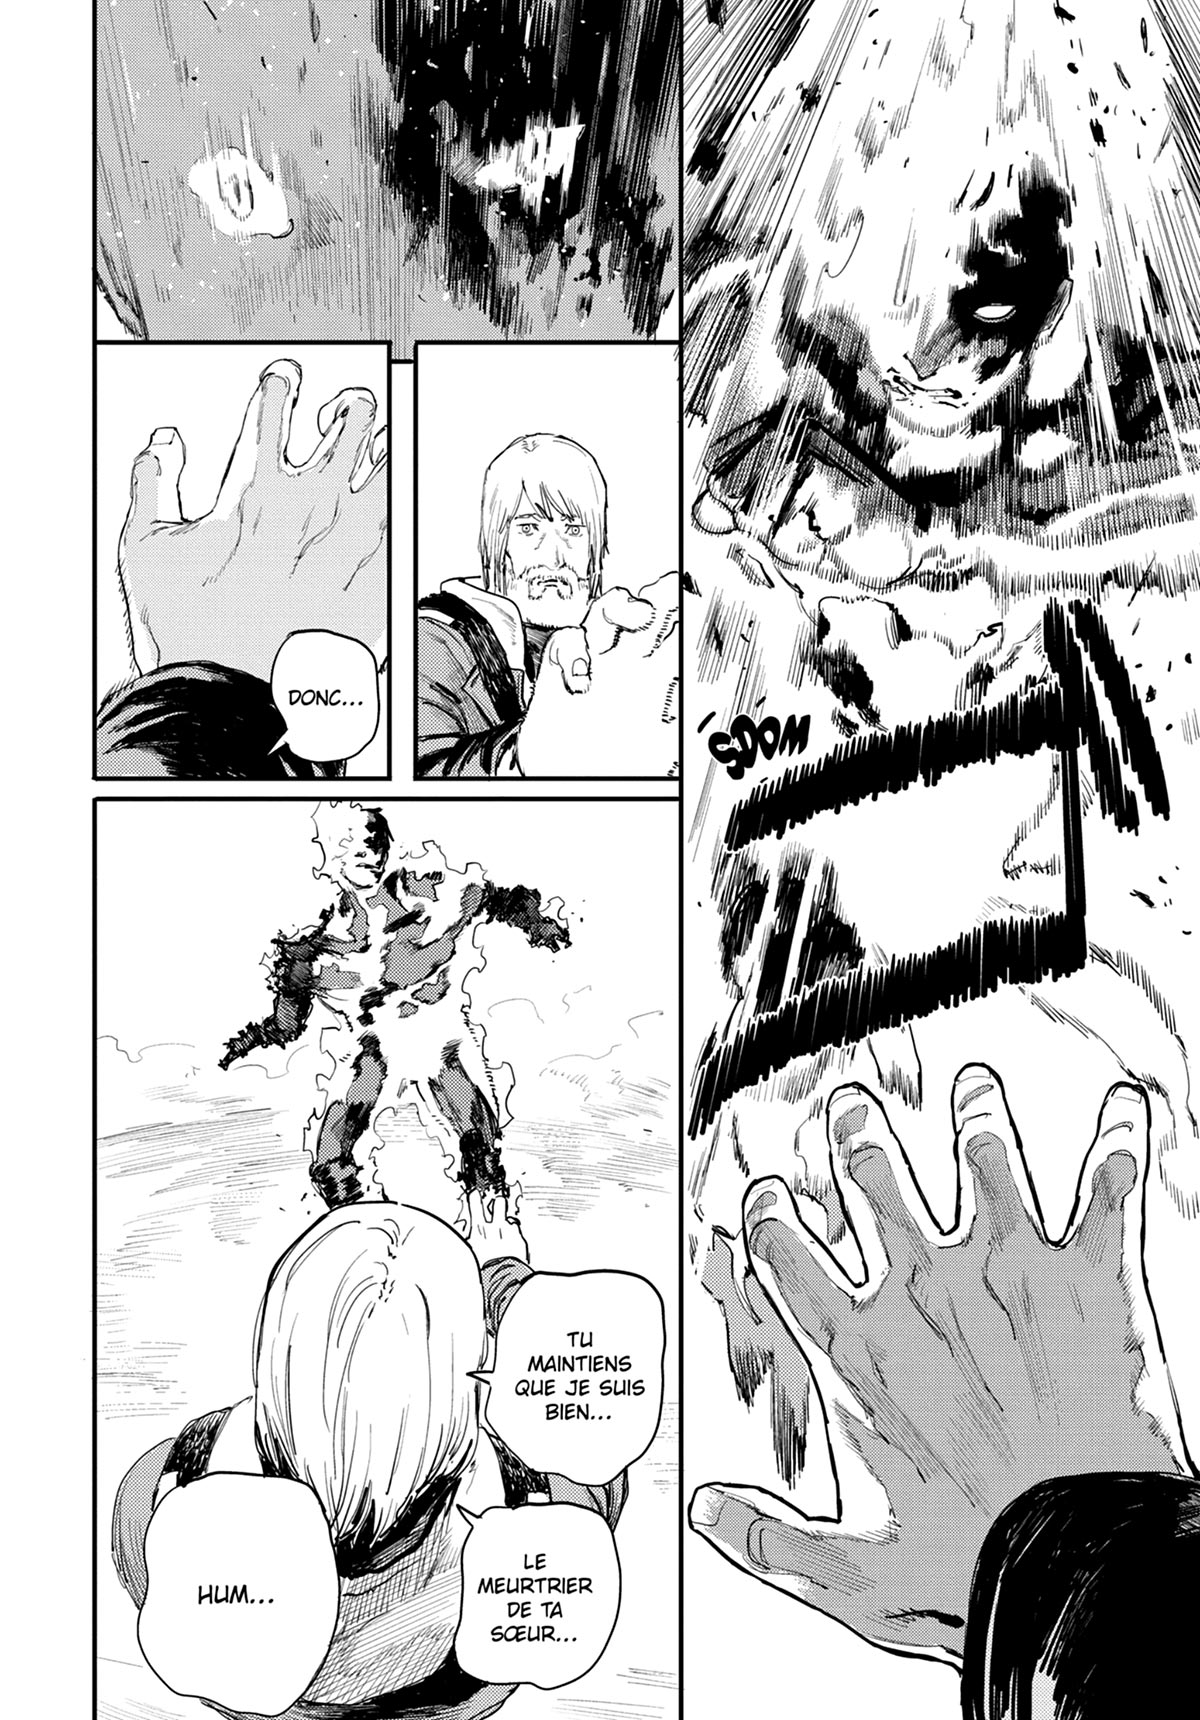 SDOM
DONC...
TU
MAINTIENS
QUE JE SUIS
BIEN...
LE
MEURTRIER
DE TA
SŒUR...
HUM...